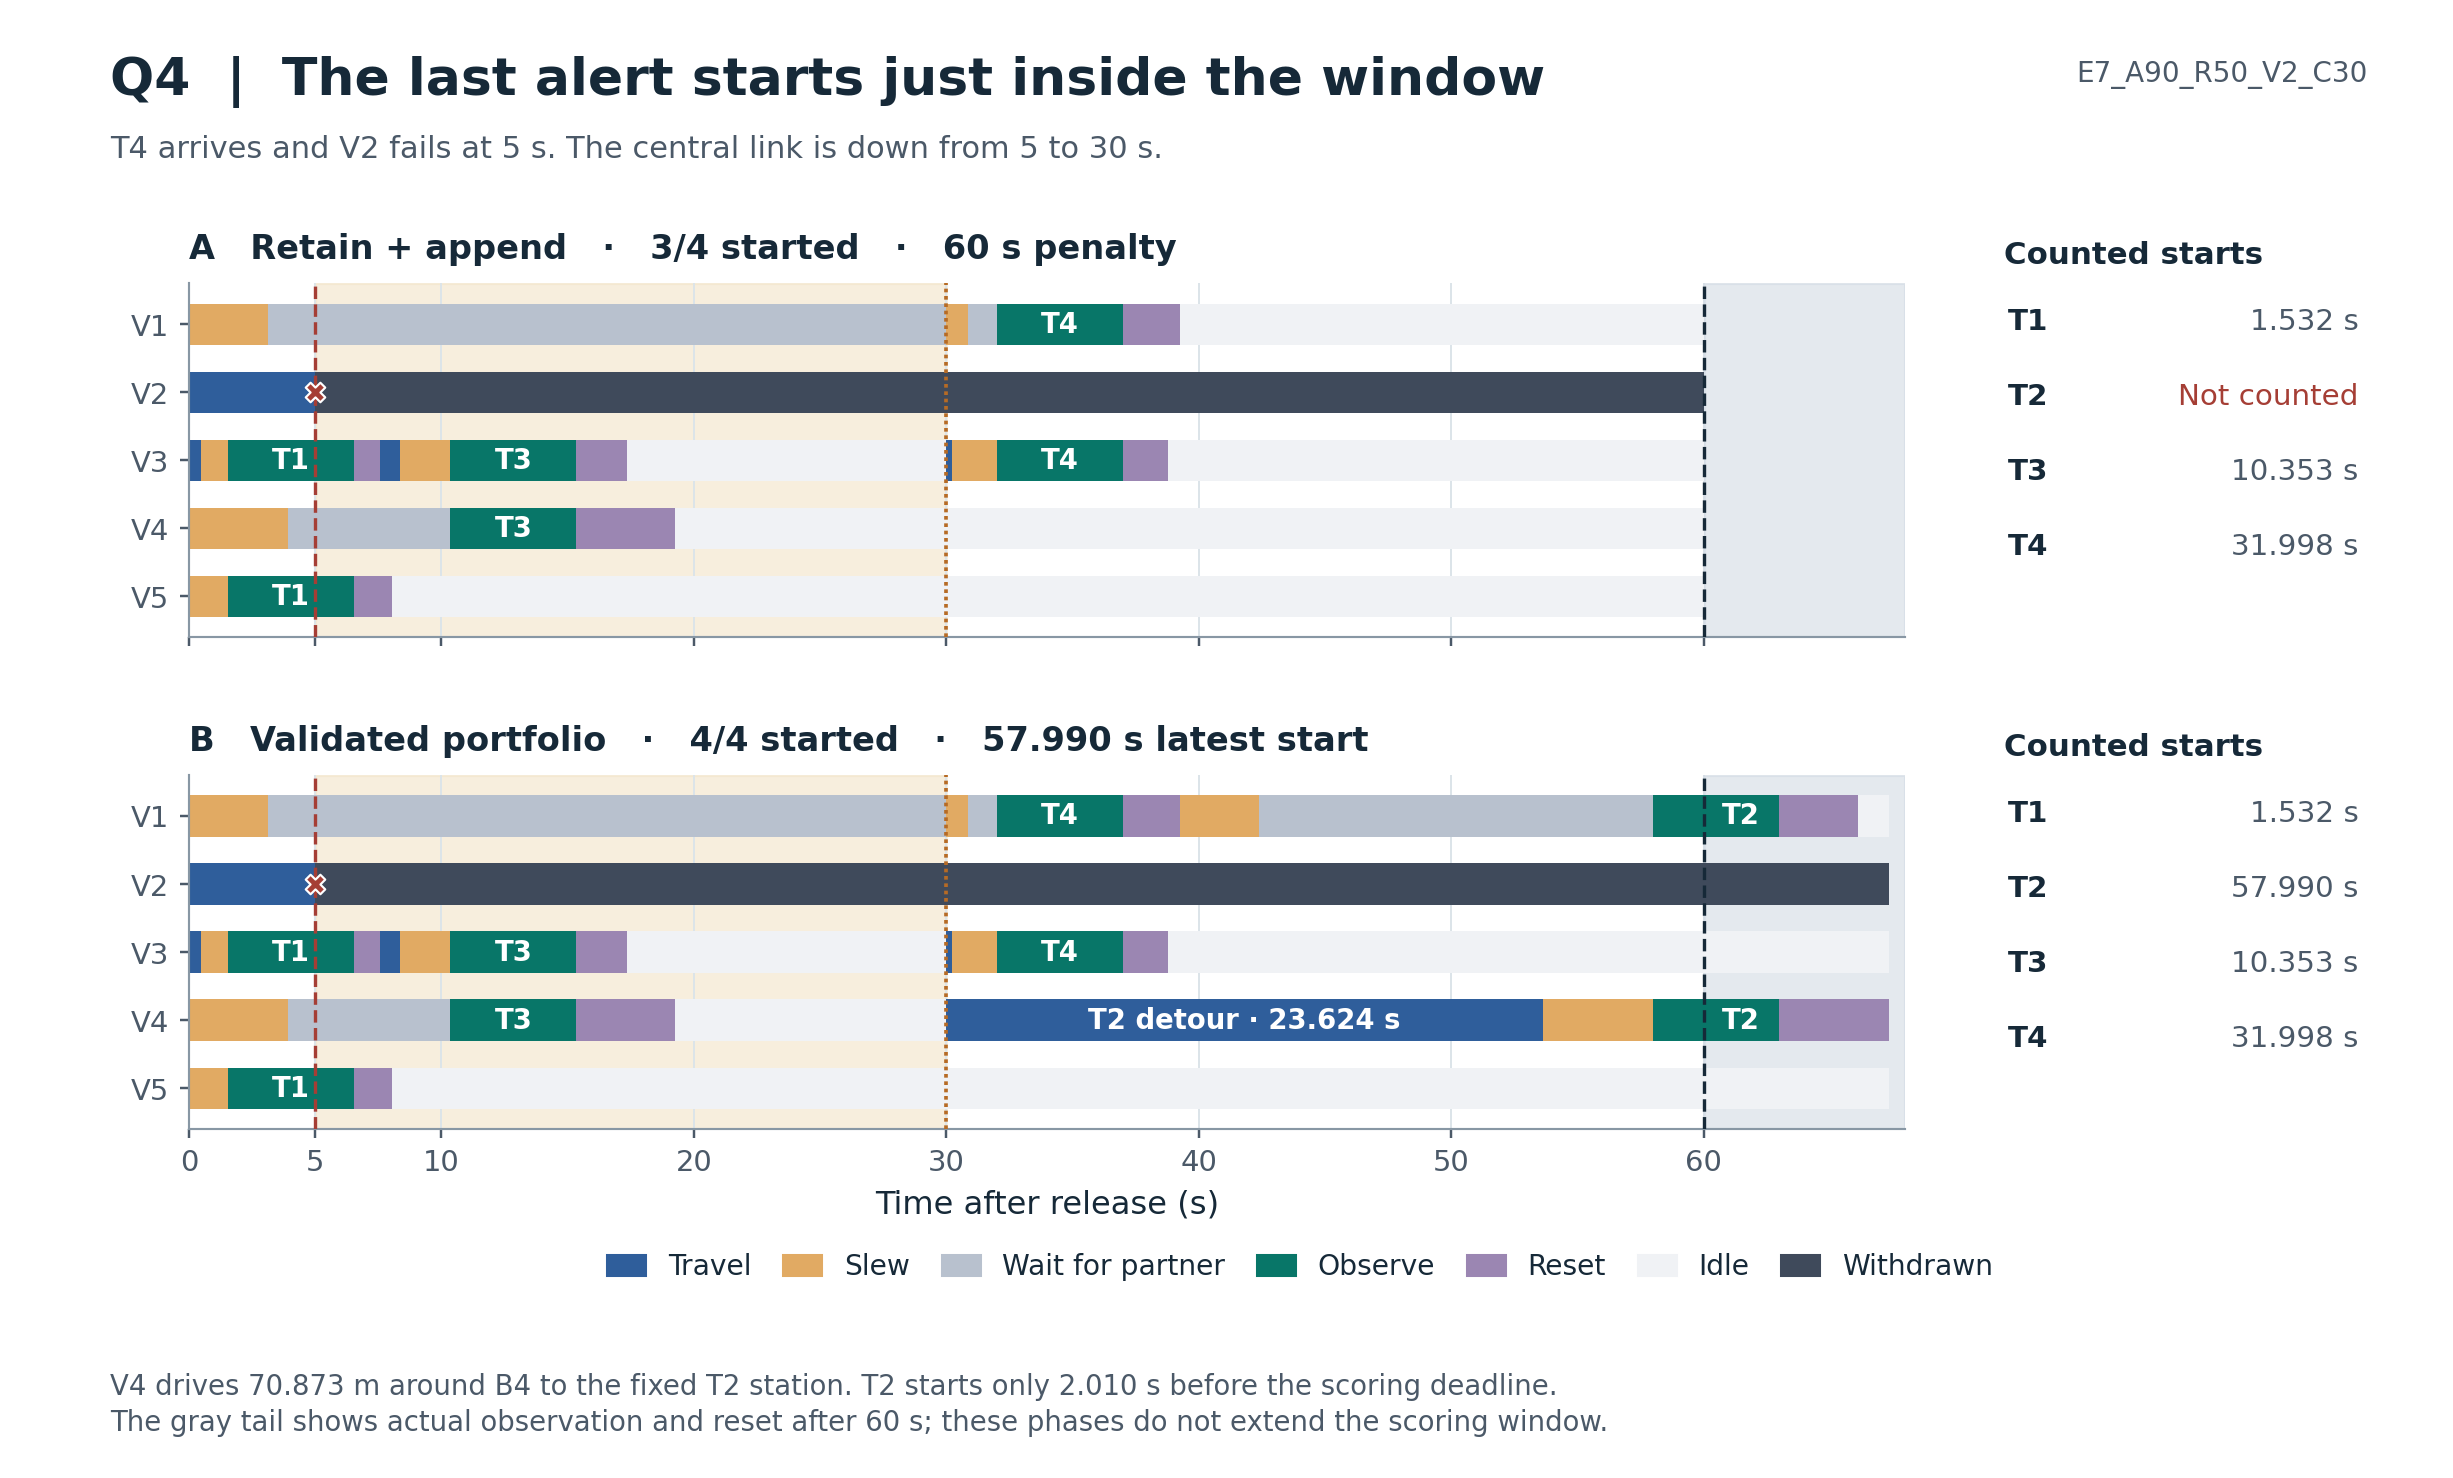 Q4 | The last alert starts just inside the window
E7_A90_R50_V2_C30
T4 arrives and V2 fails at 5 s. The central link is down from 5 to 30 s.
A Retain + append · 3/4 started · 60 s penalty
Counted starts
V1 T4
T1 1.532 s
V2
T2 Not counted
V3 T1 T3 T4
T3 10.353 s
V4 T3
T4 31.998 s
V5 T1
B Validated portfolio · 4/4 started · 57.990 s latest start
Counted starts
V1 T4 T2
T1 1.532 s
V2
T2 57.990 s
V3 T1 T3 T4
T3 10.353 s
V4 T3 T2 detour · 23.624 s T2
T4 31.998 s
V5 T1
0 5 10 20 30 40 50 60
Time after release (s)
Travel Slew Wait for partner Observe Reset Idle Withdrawn
V4 drives 70.873 m around B4 to the fixed T2 station. T2 starts only 2.010 s before the scoring deadline.
The gray tail shows actual observation and reset after 60 s; these phases do not extend the scoring window.